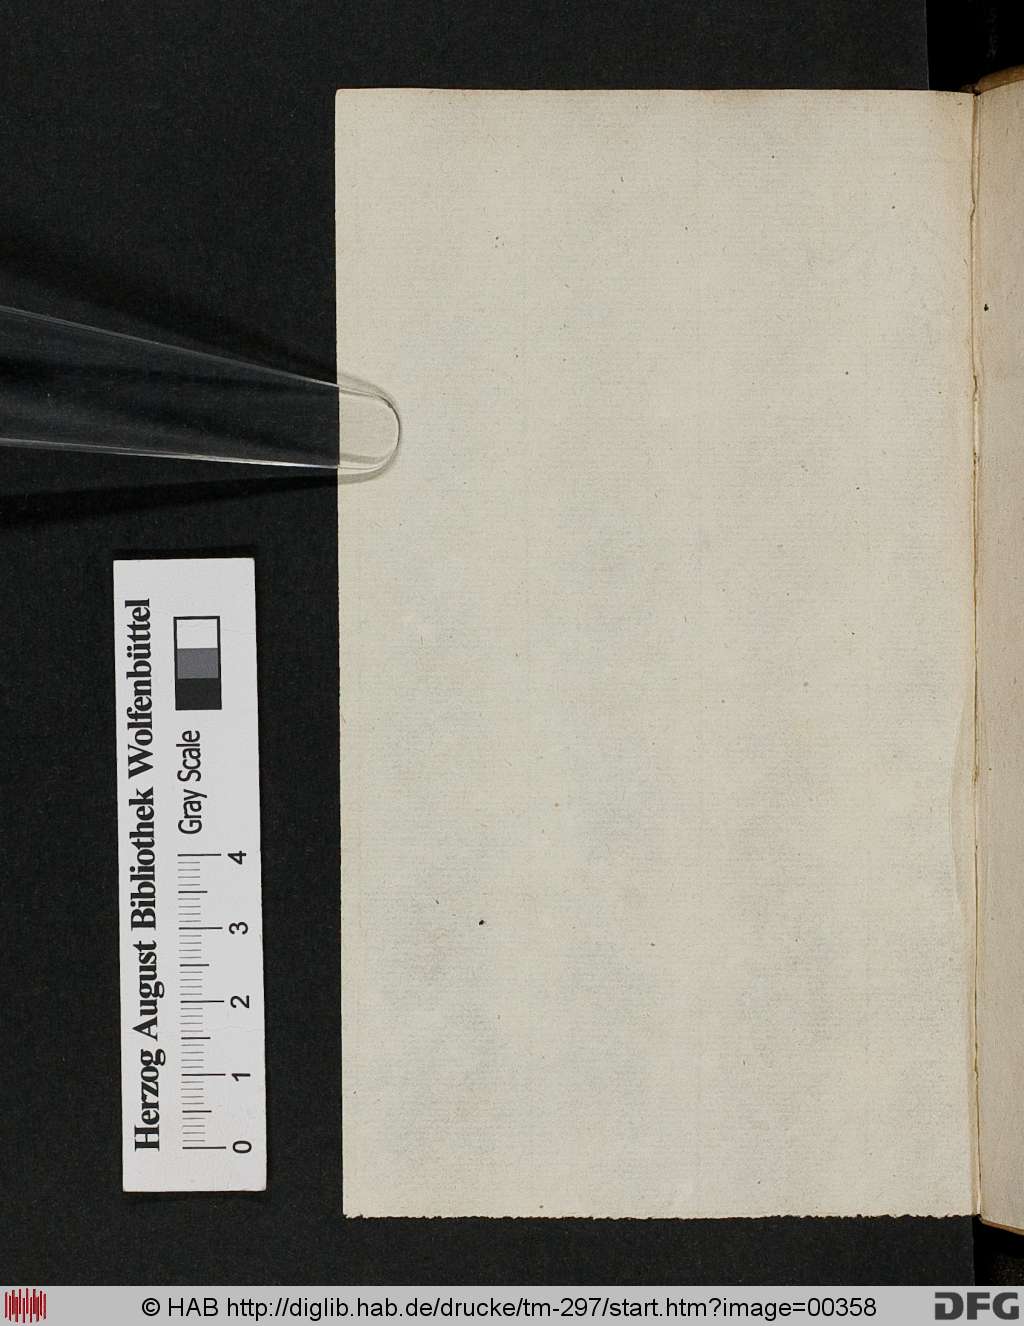 Herzog August Bibliothek Wolfenbüttel
Gray Scale
0 1 2 3 4
© HAB http://diglib.hab.de/drucke/tm-297/start.htm?image=00358
DFG